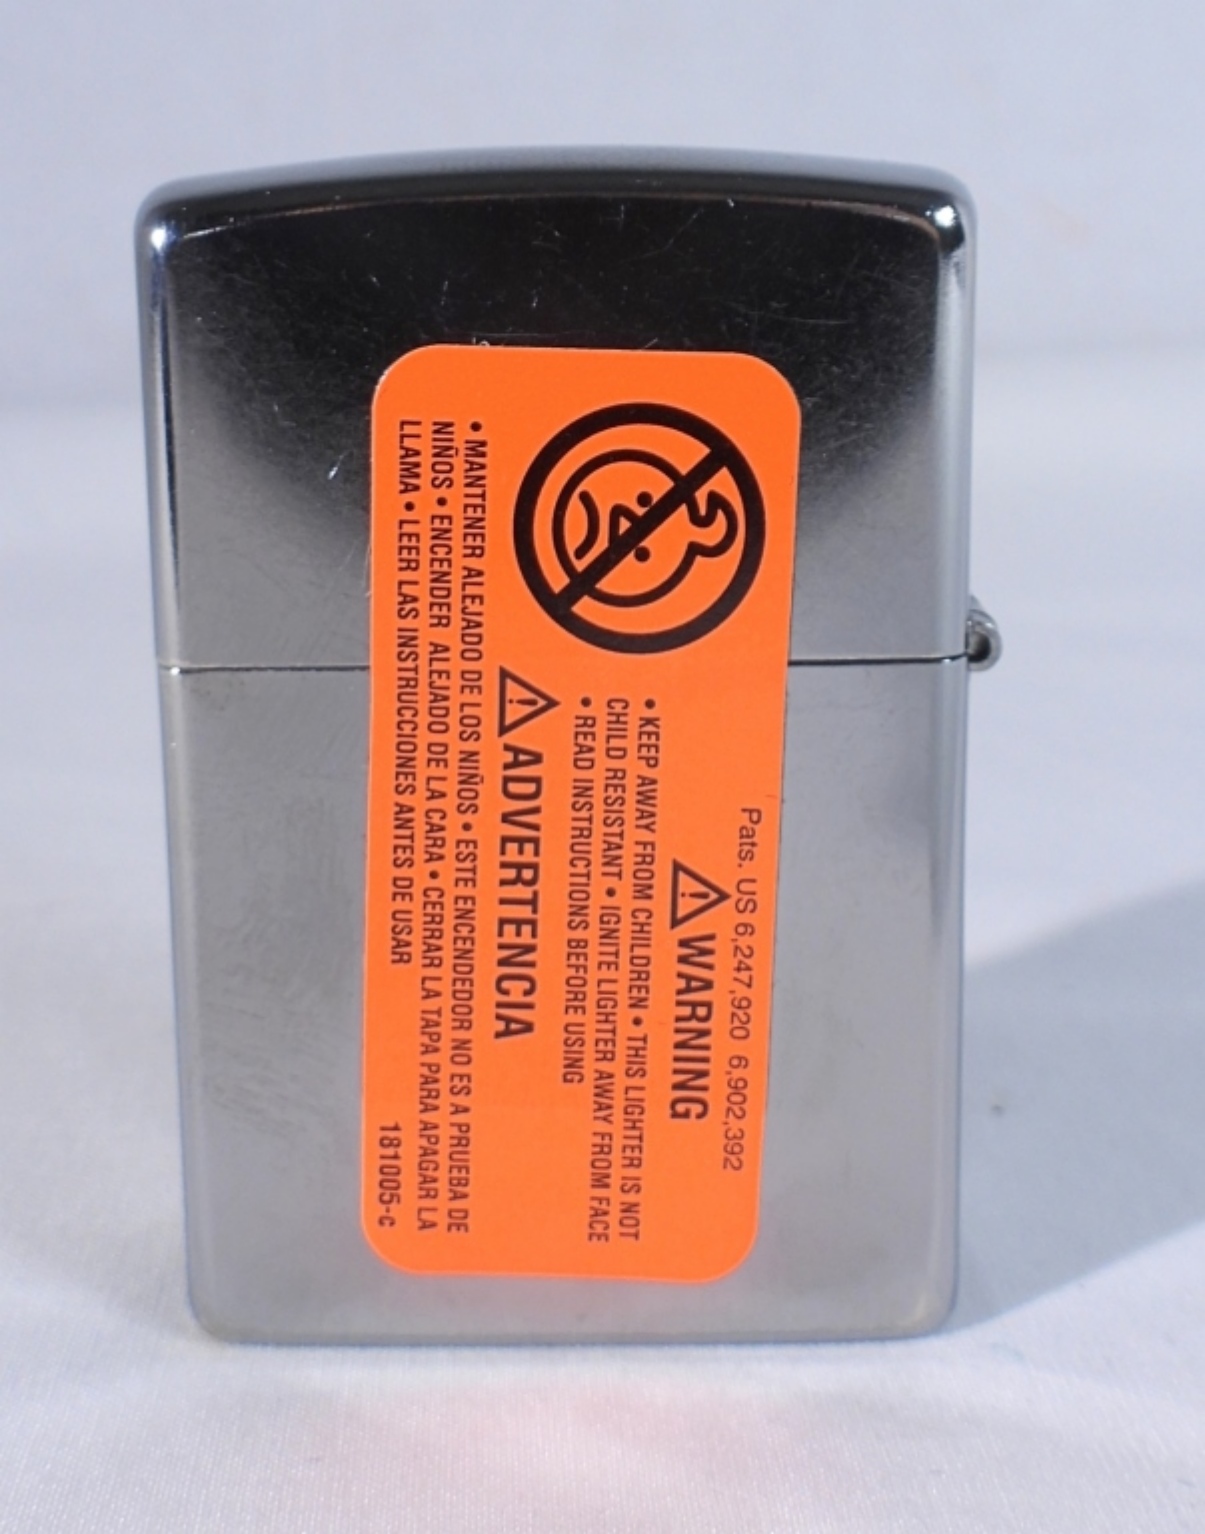 Pats. US 6,247,920 6,902,392
WARNING
• KEEP AWAY FROM CHILDREN • THIS LIGHTER IS NOT
CHILD RESISTANT • IGNITE LIGHTER AWAY FROM FACE
• READ INSTRUCTIONS BEFORE USING
ADVERTENCIA
• MANTENER ALEJADO DE LOS NIÑOS • ESTE ENCENDEDOR NO ES A PRUEBA DE
NIÑOS • ENCENDER ALEJADO DE LA CARA • CERRAR LA TAPA PARA APAGAR LA
LLAMA • LEER LAS INSTRUCCIONES ANTES DE USAR
181005-c